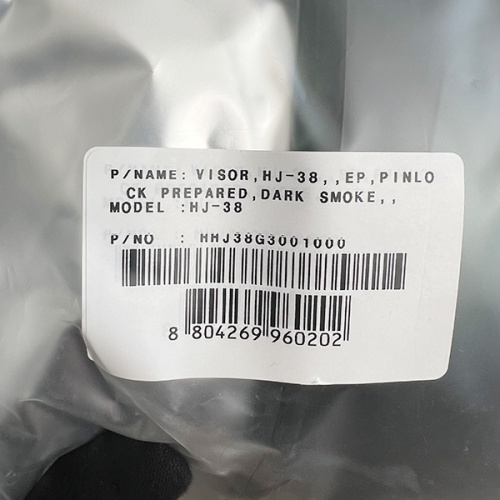 P/NAME: VISOR,HJ-38,,EP,PINLO
CK PREPARED,DARK SMOKE,,
MODEL :HJ-38
P/NO : HHJ38G3001000
8 804269 960202